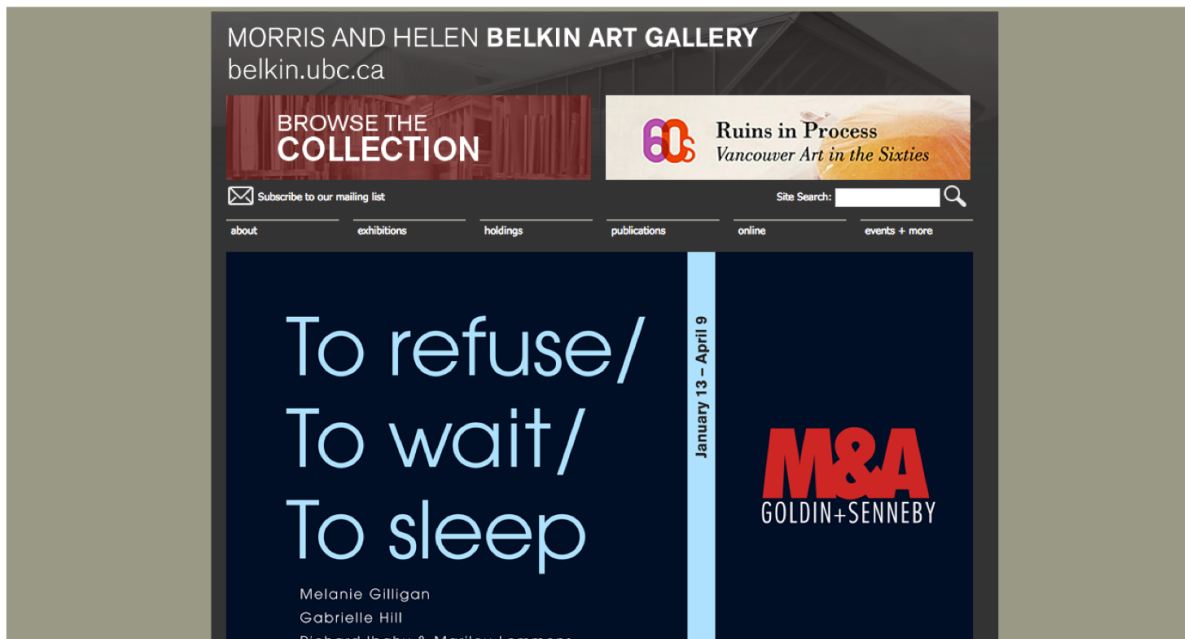 MORRIS AND HELEN BELKIN ART GALLERY
belkin.ubc.ca
BROWSE THE
COLLECTION
60s
Ruins in Process
Vancouver Art in the Sixties
Subscribe to our mailing list
Site Search:
about
exhibitions
holdings
publications
online
events + more
To refuse/
To wait/
To sleep
Melanie Gilligan
Gabrielle Hill
January 13 – April 9
M&A
GOLDIN+SENNEBY